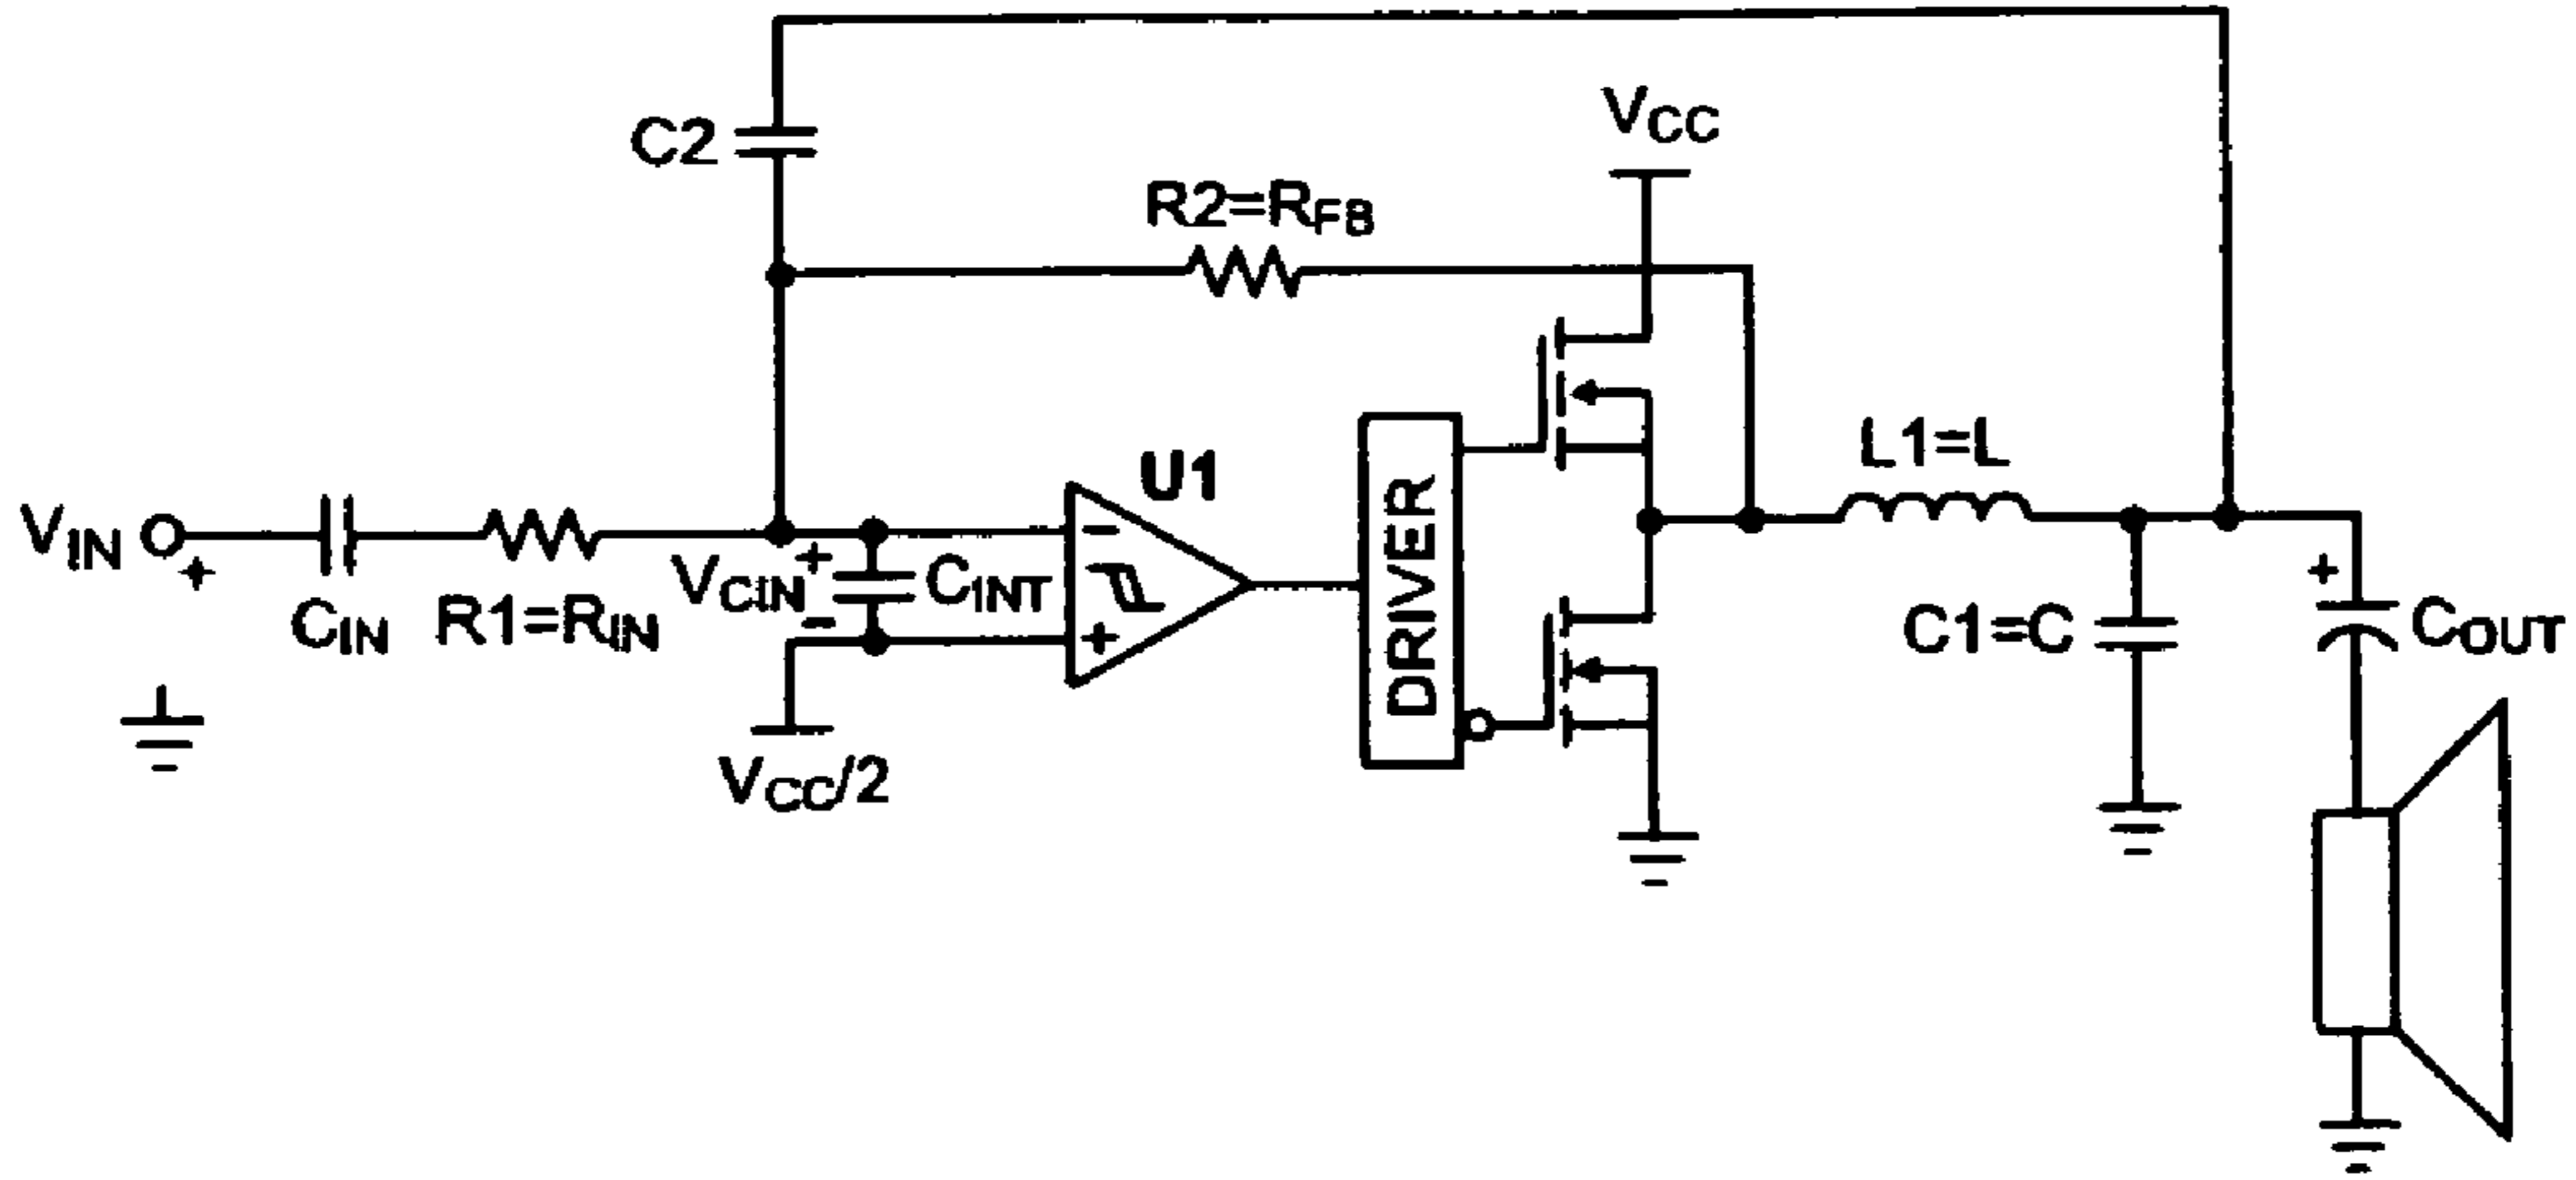 C2
VCC
R2=RFB
U1
L1=L
VIN
+
CIN
R1=RIN
VCIN
+
-
CINT
-
+
DRIVER
C1=C
+
COUT
VCC/2